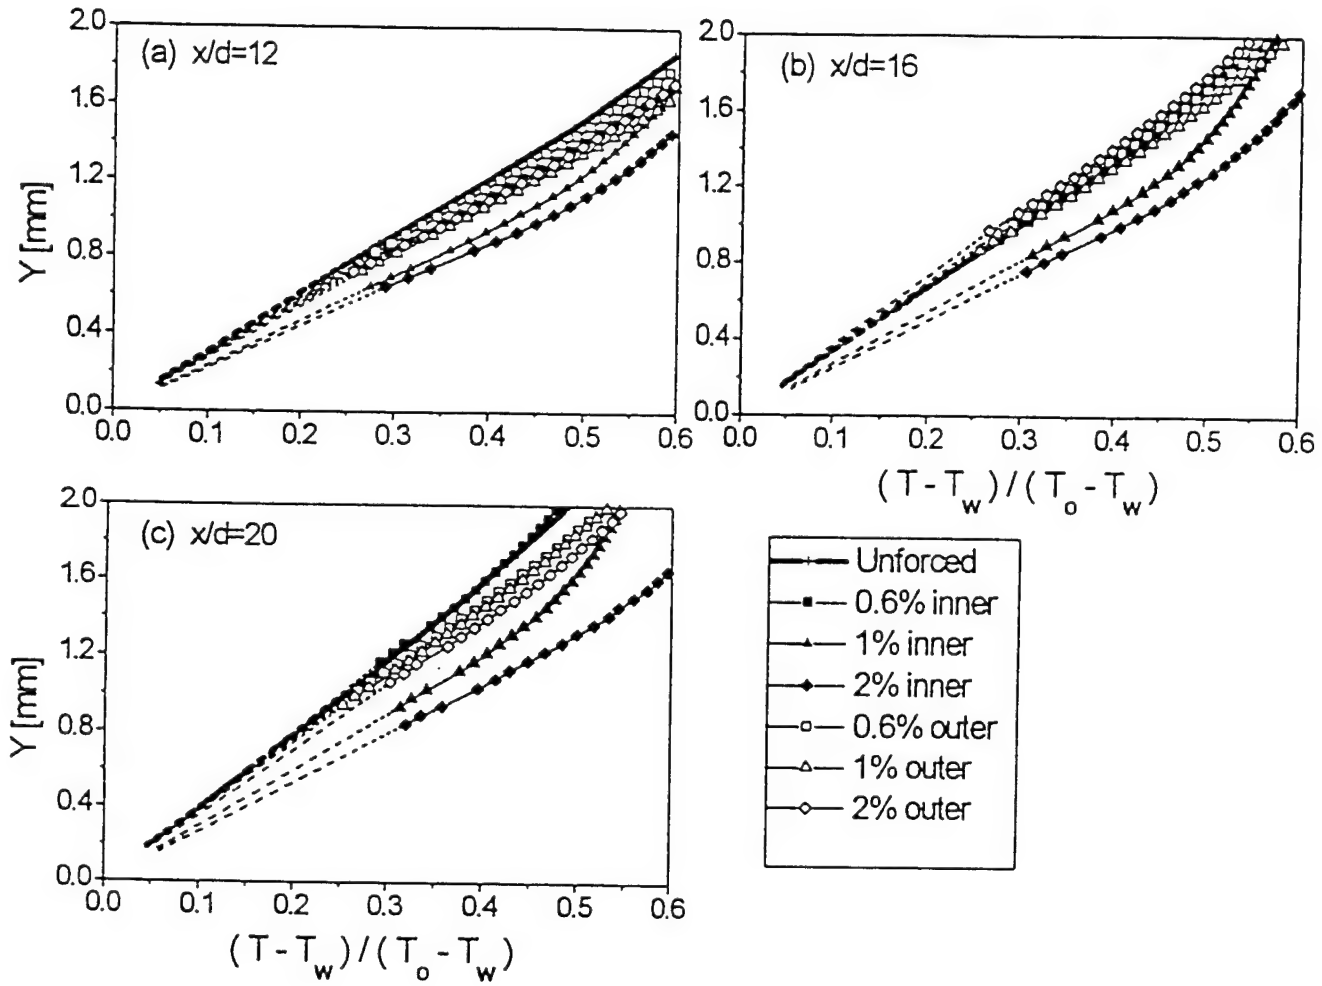 (a) x/d=12
2.0
1.6
1.2
0.8
0.4
0.0
Y [mm]
0.0 0.1 0.2 0.3 0.4 0.5 0.6
(b) x/d=16
2.0
1.6
1.2
0.8
0.4
0.0
0.0 0.1 0.2 0.3 0.4 0.5 0.6
(T-Tw)/(To-Tw)
(c) x/d=20
2.0
1.6
1.2
0.8
0.4
0.0
Y [mm]
0.0 0.1 0.2 0.3 0.4 0.5 0.6
(T-Tw)/(To-Tw)
Unforced
0.6% inner
1% inner
2% inner
0.6% outer
1% outer
2% outer